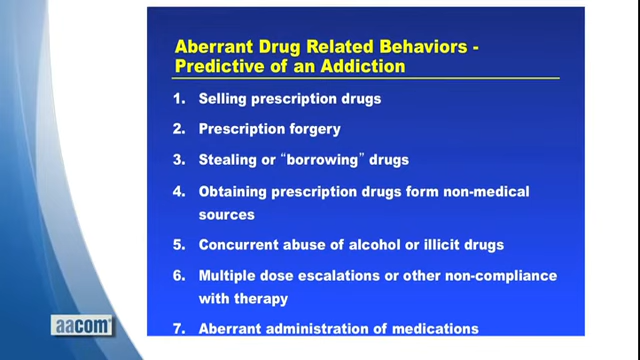 Aberrant Drug Related Behaviors -
Predictive of an Addiction
1. Selling prescription drugs
2. Prescription forgery
3. Stealing or “borrowing” drugs
4. Obtaining prescription drugs form non-medical
sources
5. Concurrent abuse of alcohol or illicit drugs
6. Multiple dose escalations or other non-compliance
with therapy
7. Aberrant administration of medications
aacom